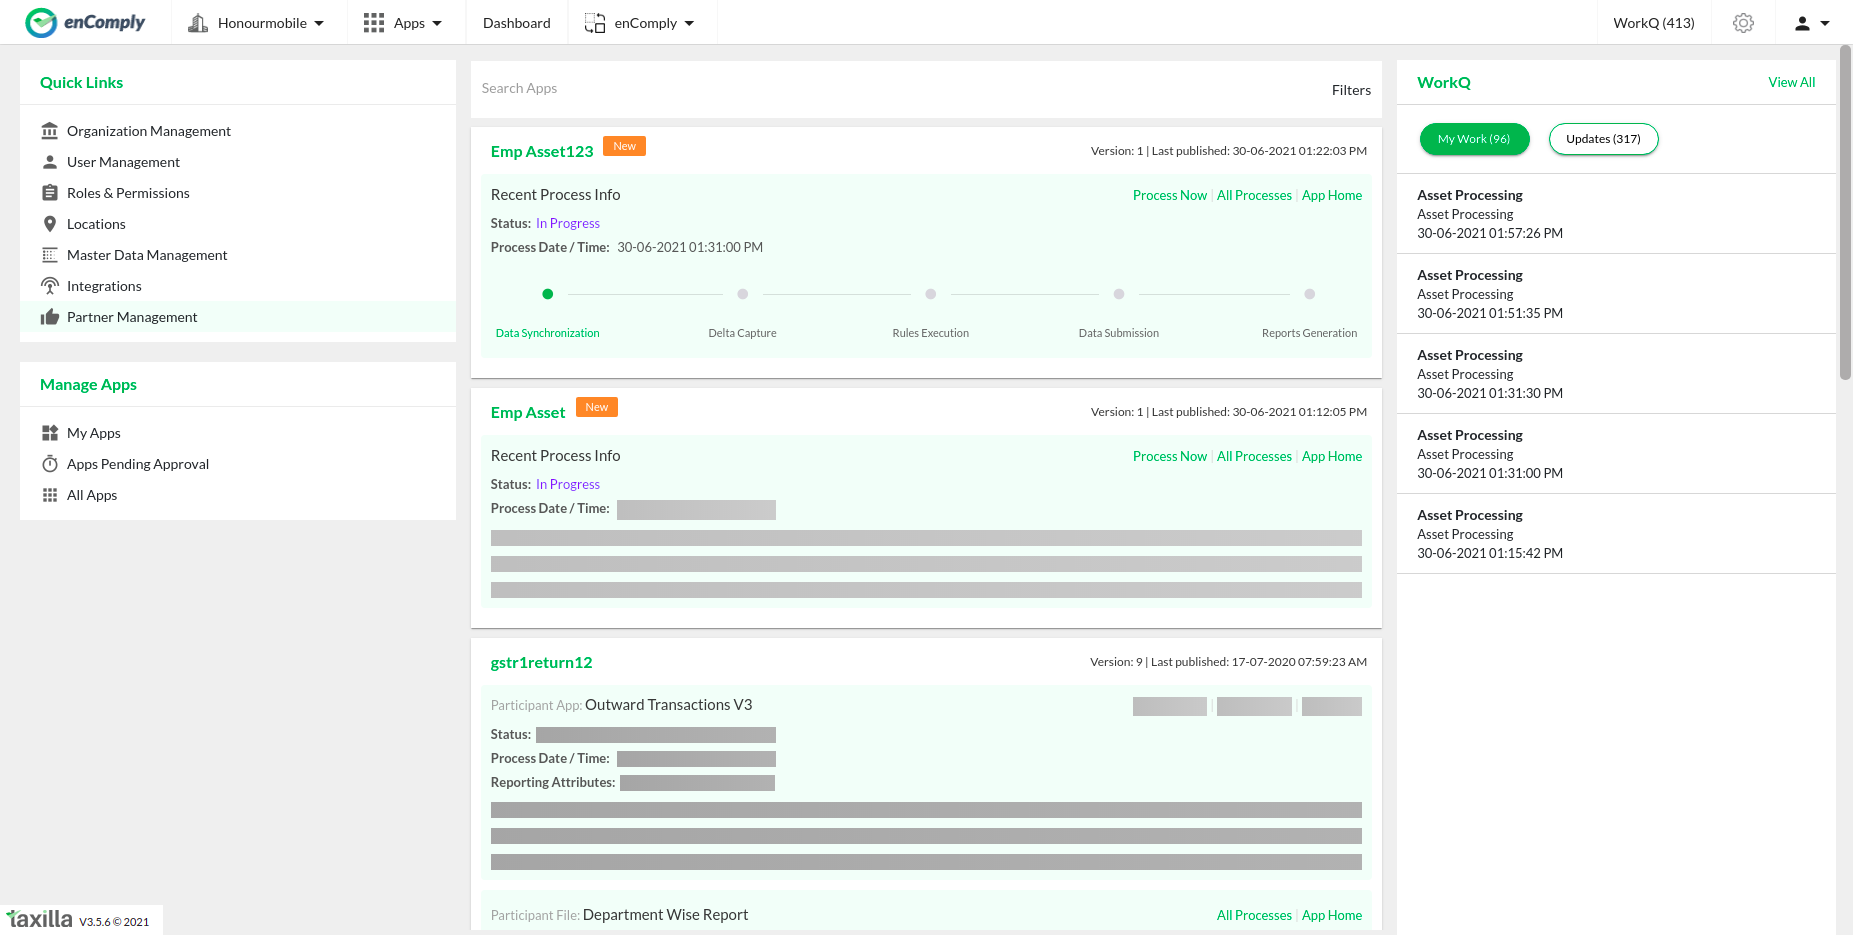 enComply
Honourmobile
Apps
Dashboard
enComply
WorkQ (413)
Quick Links
Organization Management
User Management
Roles & Permissions
Locations
Master Data Management
Integrations
Partner Management
Manage Apps
My Apps
Apps Pending Approval
All Apps
Search Apps
Filters
Emp Asset123 New
Version: 1 | Last published: 30-06-2021 01:22:03 PM
Recent Process Info
Process Now | All Processes | App Home
Status: In Progress
Process Date / Time: 30-06-2021 01:31:00 PM
Data Synchronization
Delta Capture
Rules Execution
Data Submission
Reports Generation
Emp Asset New
Version: 1 | Last published: 30-06-2021 01:12:05 PM
Recent Process Info
Process Now | All Processes | App Home
Status: In Progress
Process Date / Time:
gstr1return12
Version: 9 | Last published: 17-07-2020 07:59:23 AM
Participant App: Outward Transactions V3
Status:
Process Date / Time:
Reporting Attributes:
Participant File: Department Wise Report
All Processes | App Home
WorkQ
View All
My Work (96)
Updates (317)
Asset Processing
Asset Processing
30-06-2021 01:57:26 PM
Asset Processing
Asset Processing
30-06-2021 01:51:35 PM
Asset Processing
Asset Processing
30-06-2021 01:31:30 PM
Asset Processing
Asset Processing
30-06-2021 01:31:00 PM
Asset Processing
Asset Processing
30-06-2021 01:15:42 PM
taxilla V3.5.6 © 2021